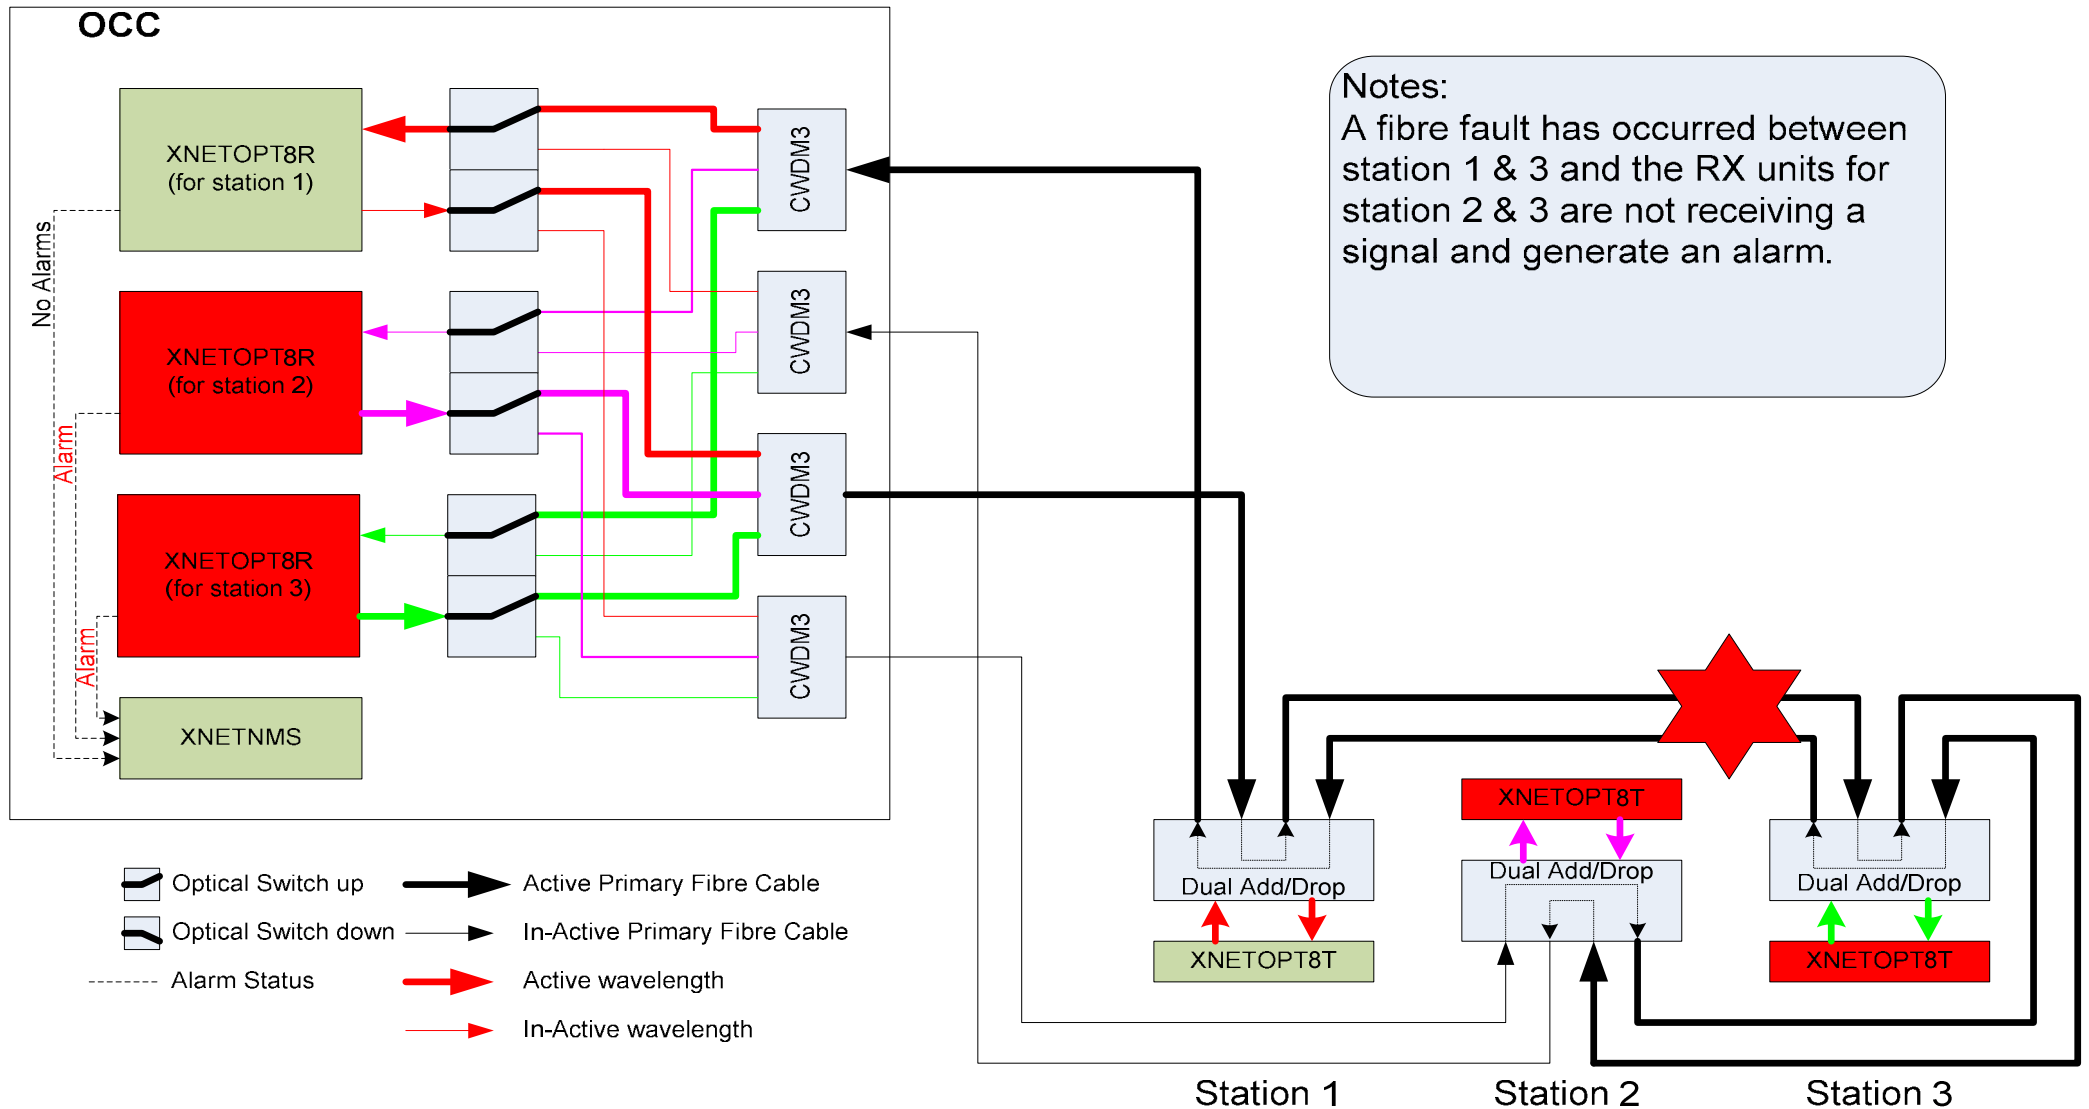 OCC
XNETOPT8R
(for station 1)
No Alarms
XNETOPT8R
(for station 2)
Alarm
XNETOPT8R
(for station 3)
Alarm
XNETNMS
CWDM3
CWDM3
CWDM3
CWDM3
Notes:
A fibre fault has occurred between
station 1 & 3 and the RX units for
station 2 & 3 are not receiving a
signal and generate an alarm.
Dual Add/Drop
XNETOPT8T
XNETOPT8T
Dual Add/Drop
Dual Add/Drop
XNETOPT8T
Station 1
Station 2
Station 3
Optical Switch up
Optical Switch down
Alarm Status
Active Primary Fibre Cable
In-Active Primary Fibre Cable
Active wavelength
In-Active wavelength